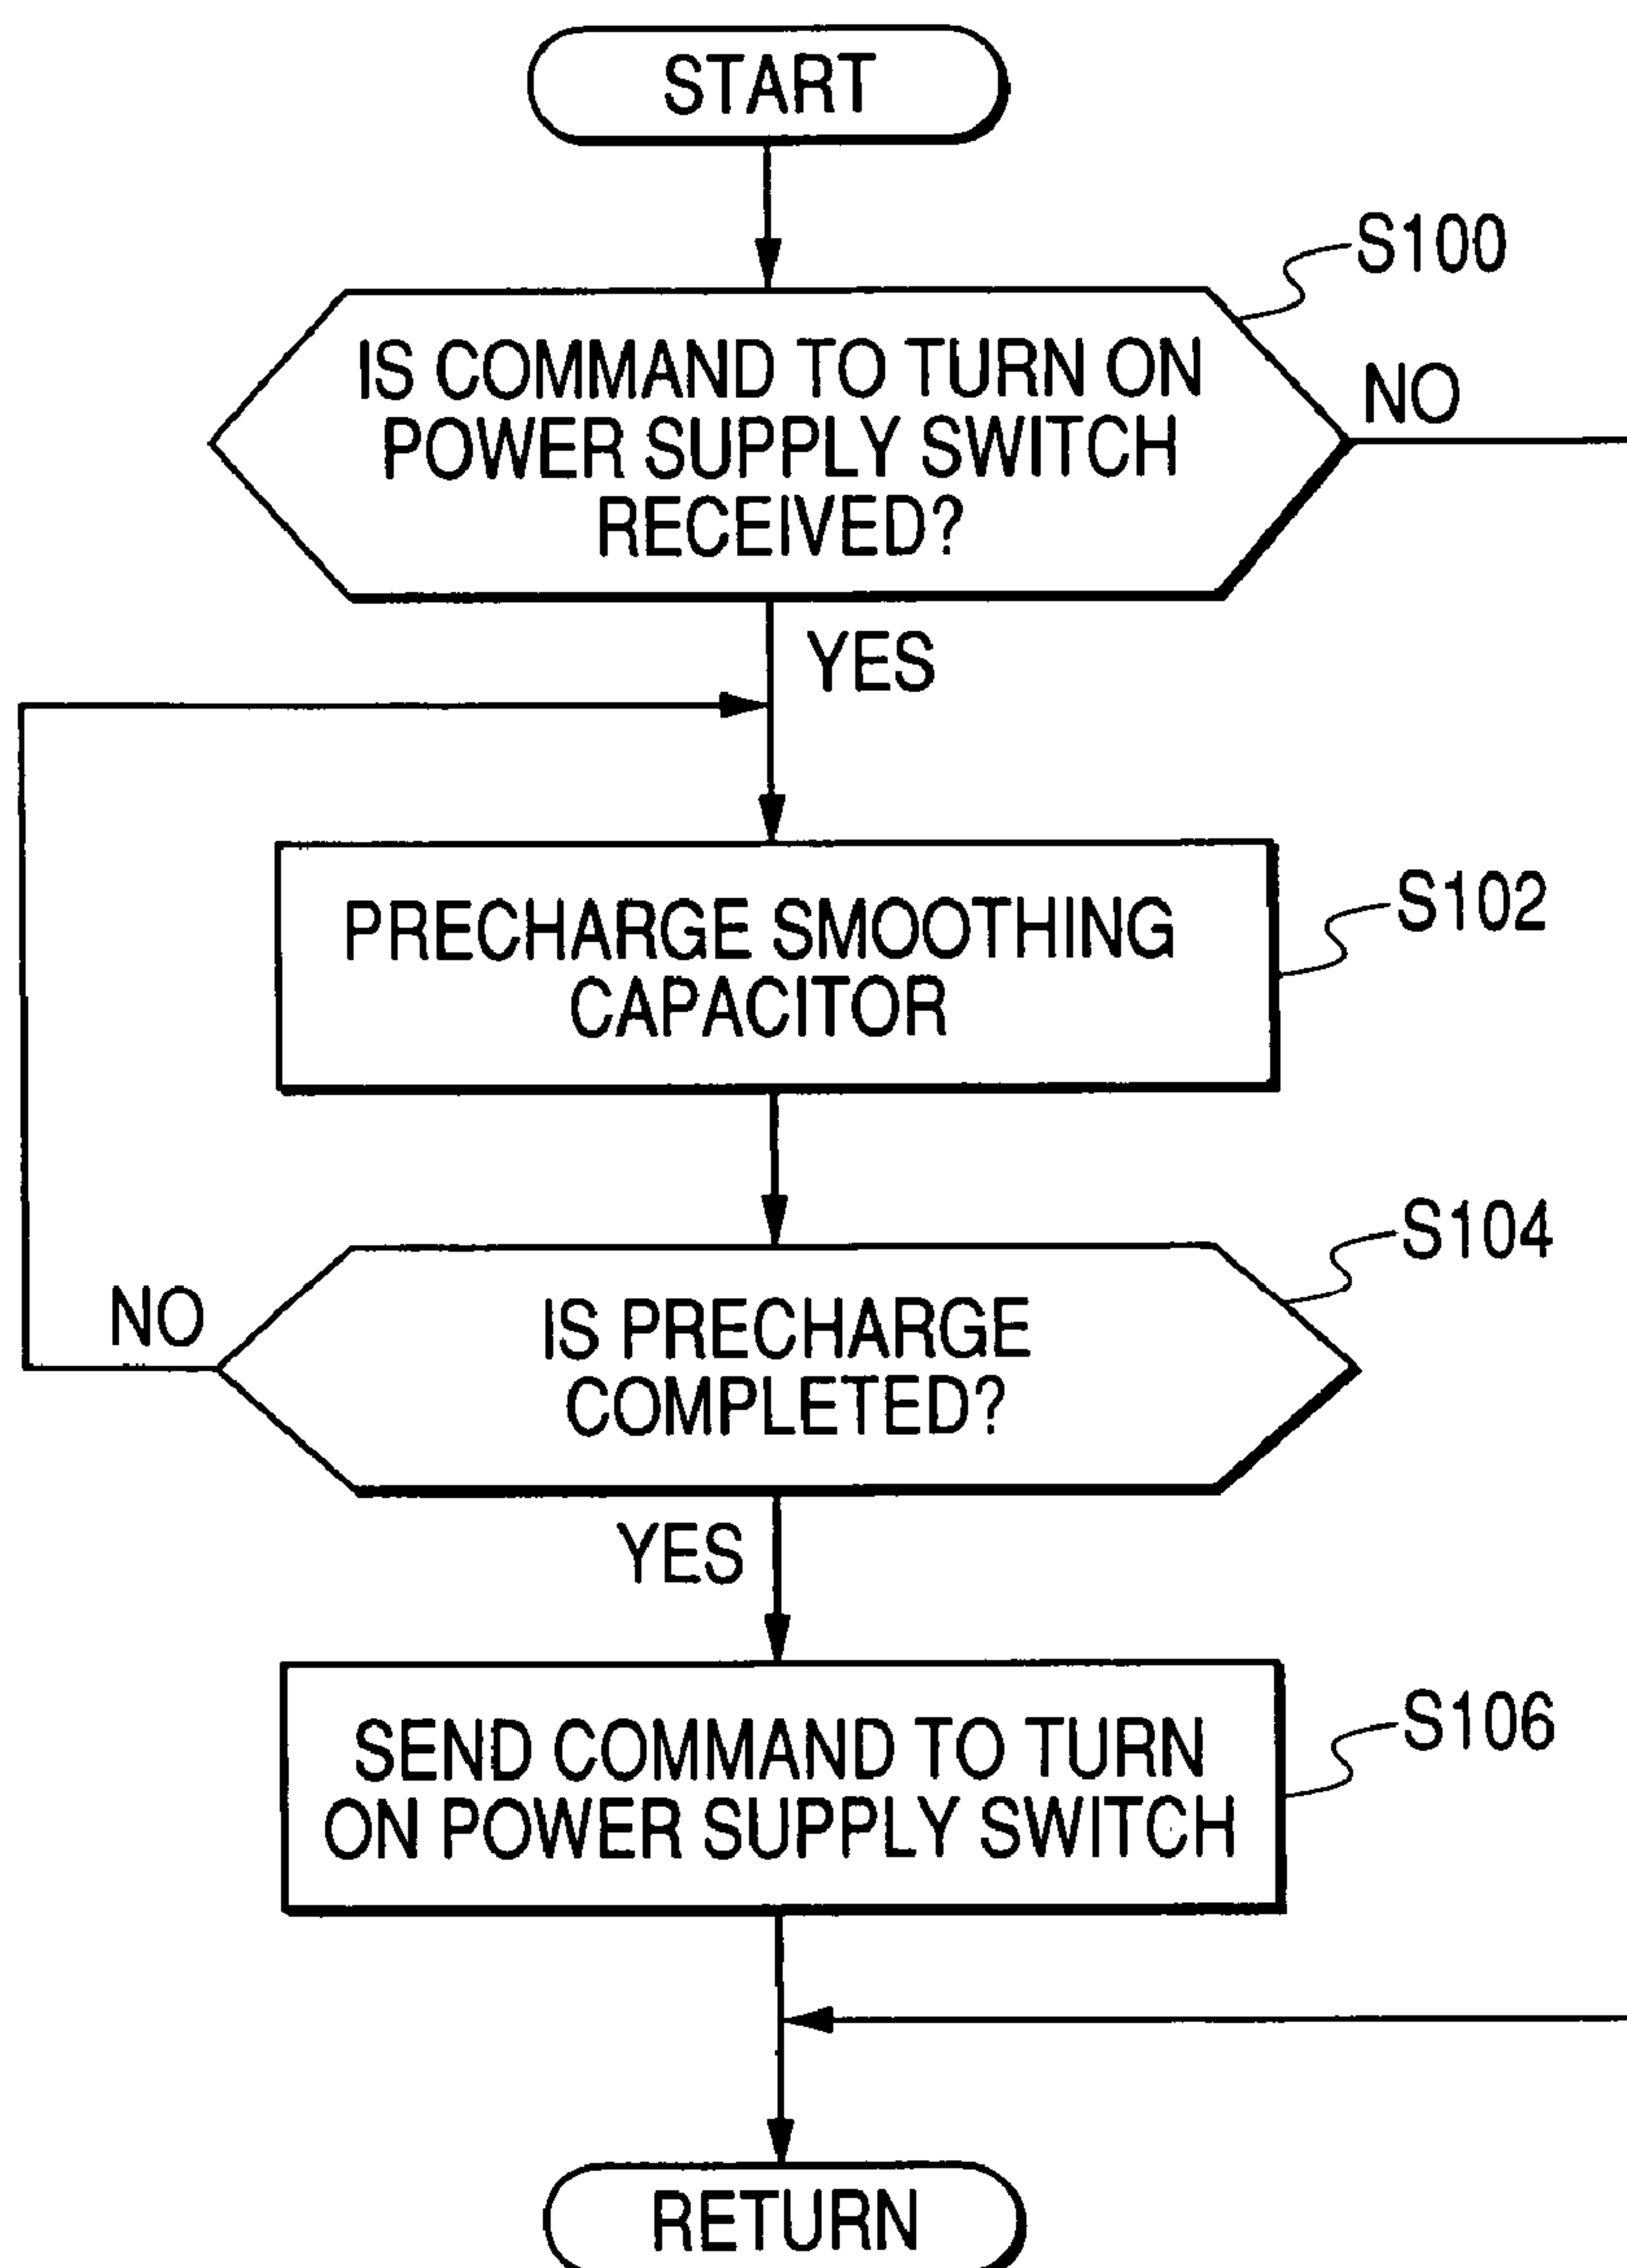 START
S100
IS COMMAND TO TURN ON
POWER SUPPLY SWITCH
RECEIVED?
NO
YES
PRECHARGE SMOOTHING
CAPACITOR
S102
S104
IS PRECHARGE
COMPLETED?
NO
YES
SEND COMMAND TO TURN
ON POWER SUPPLY SWITCH
S106
RETURN